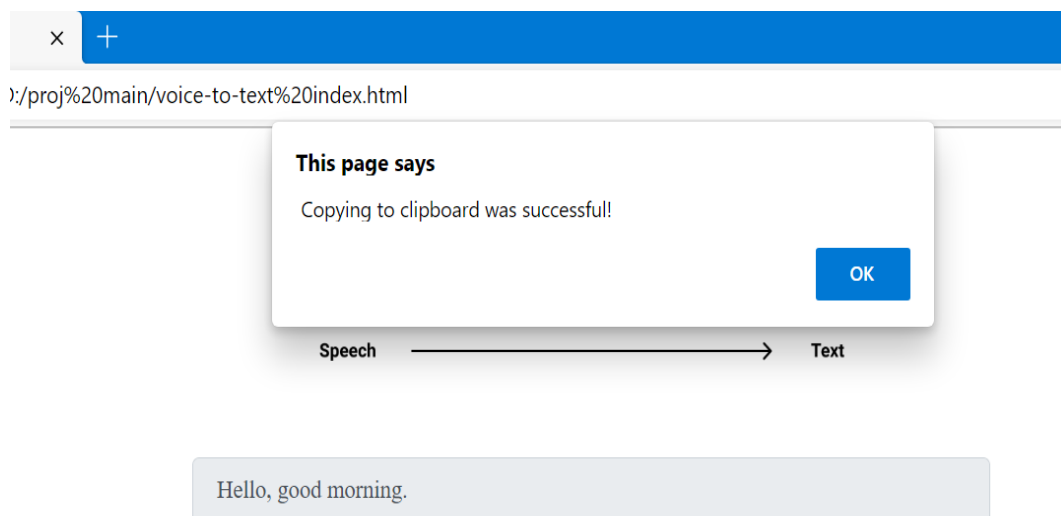 :/proj%20main/voice-to-text%20index.html
This page says
Copying to clipboard was successful!
OK
Speech Text
Hello, good morning.